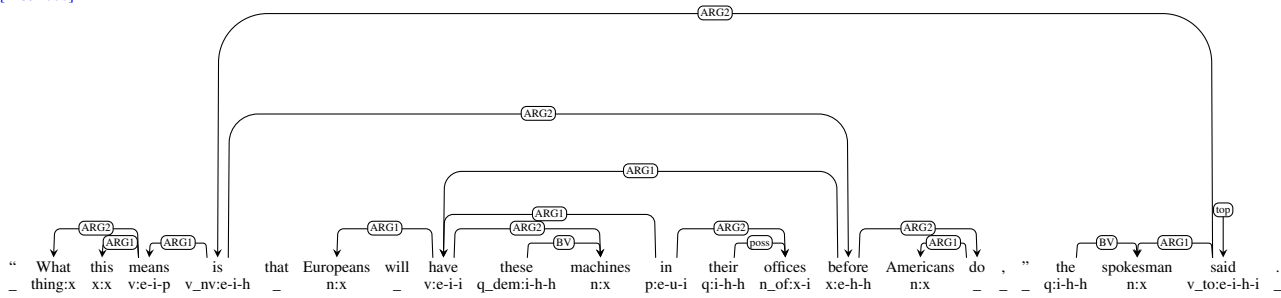 ARG2
ARG2
ARG1
ARG1 top
ARG2 ARG1 ARG1 ARG1 ARG2 BV ARG2 poss ARG2 ARG1 BV ARG1
“ What this means is that Europeans will have these machines in their offices before Americans do , ” the spokesman said .
_ thing:x x:x v:e-i-p v_nv:e-i-h _ n:x _ v:e-i-i q_dem:i-h-h n:x p:e-u-i q:i-h-h n_of:x-i x:e-h-h n:x _ _ _ q:i-h-h n:x v_to:e-i-h-i _